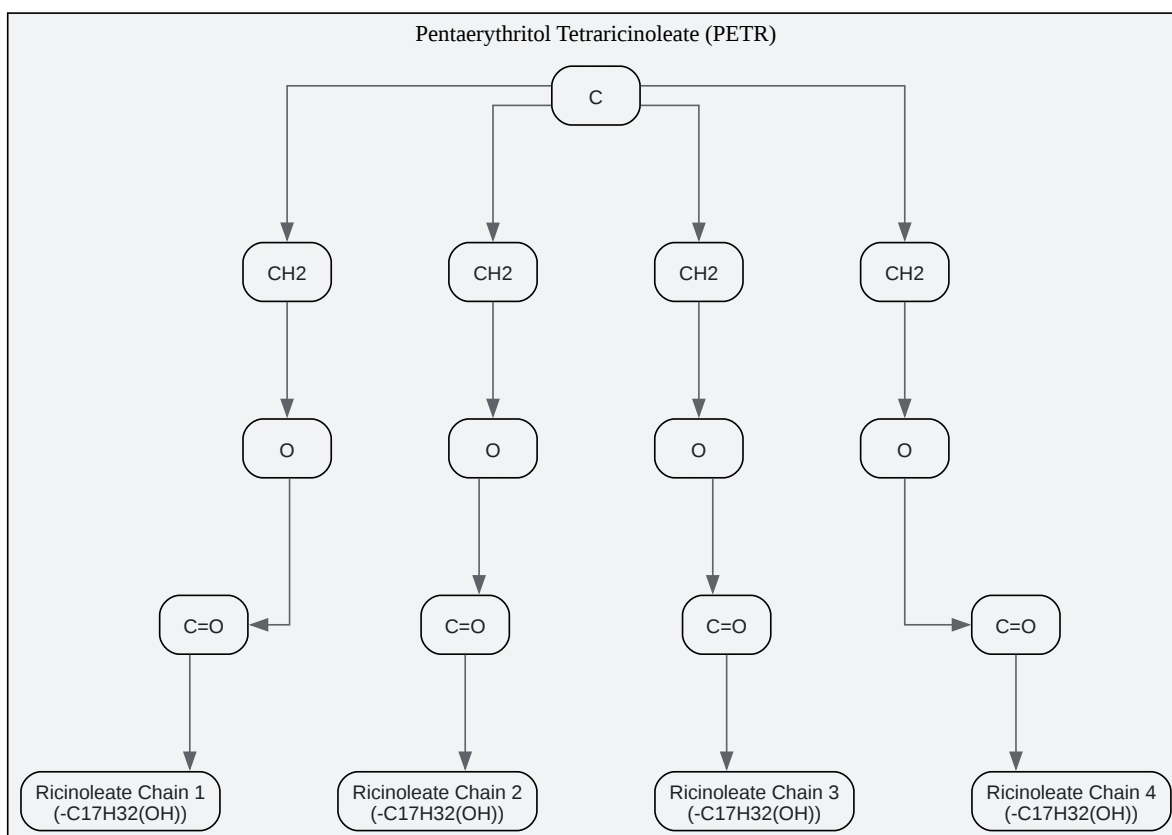 Pentaerythritol Tetraricinoleate (PETR)
C
CH2
CH2
CH2
CH2
O
O
O
O
C=O
C=O
C=O
C=O
Ricinoleate Chain 1
(-C17H32(OH))
Ricinoleate Chain 2
(-C17H32(OH))
Ricinoleate Chain 3
(-C17H32(OH))
Ricinoleate Chain 4
(-C17H32(OH))